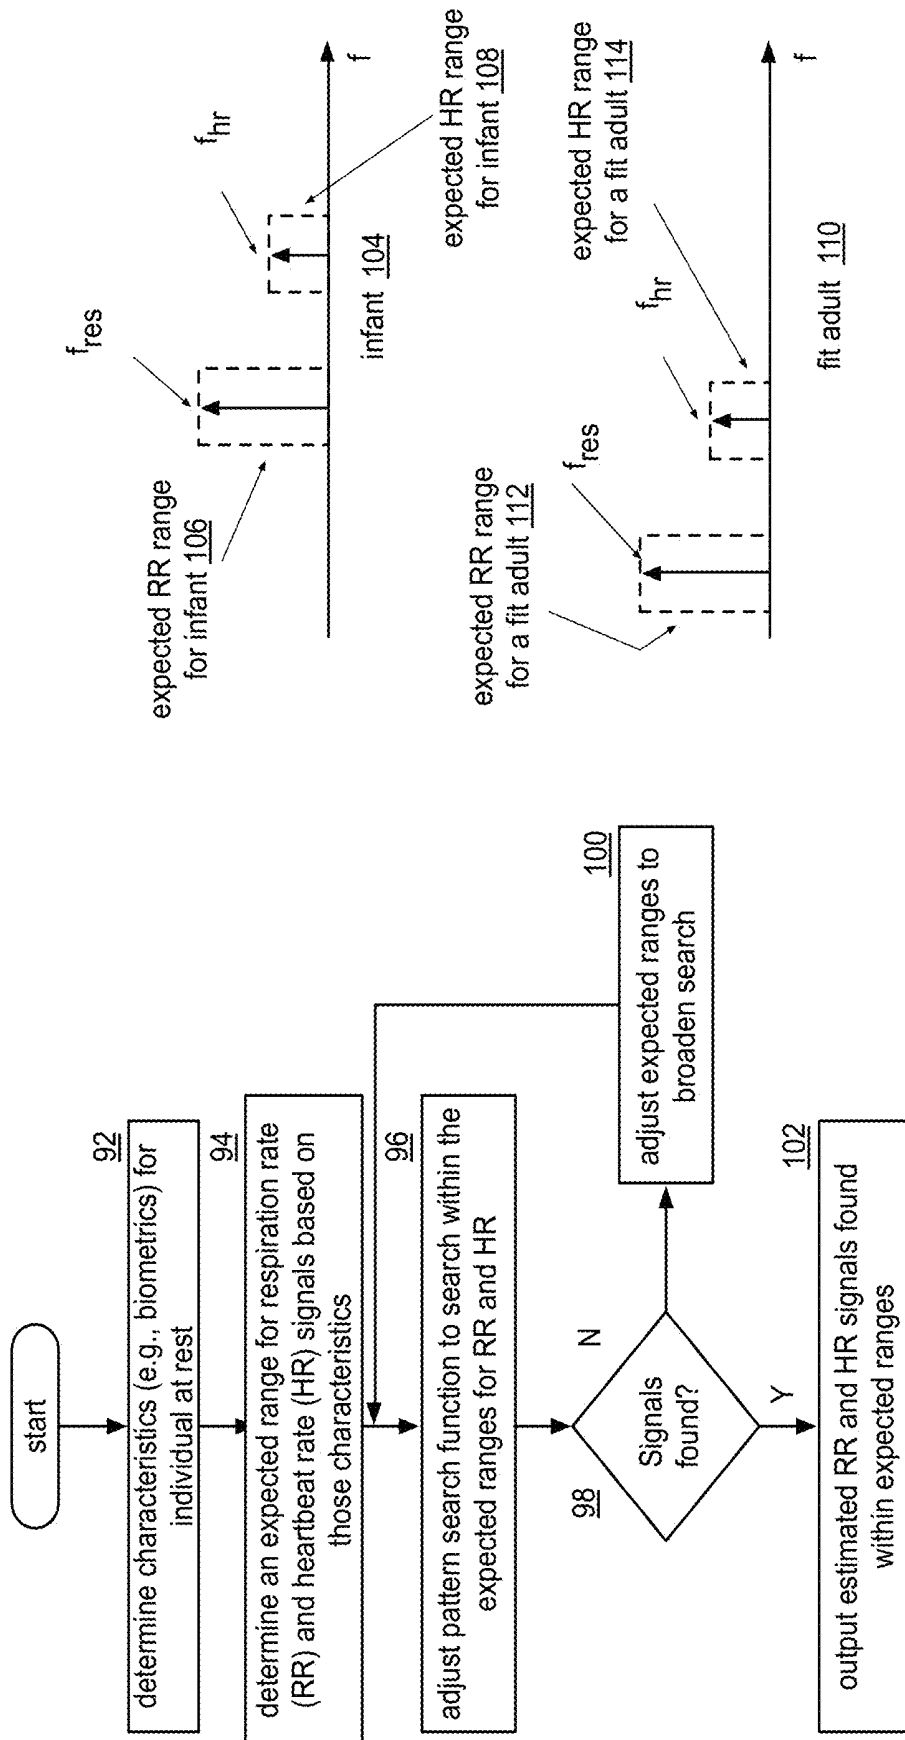 start
92
determine characteristics (e.g., biometrics) for
individual at rest
94
determine an expected range for respiration rate
(RR) and heartbeat rate (HR) signals based on
those characteristics
96
adjust pattern search function to search within the
expected ranges for RR and HR
98
Signals
found?
N
Y
100
adjust expected ranges to
broaden search
102
output estimated RR and HR signals found
within expected ranges
expected RR range
for infant 106
fres
fhr
expected HR range
for infant 108
infant 104
f
expected RR range
for a fit adult 112
fres
fhr
expected HR range
for a fit adult 114
fit adult 110
f